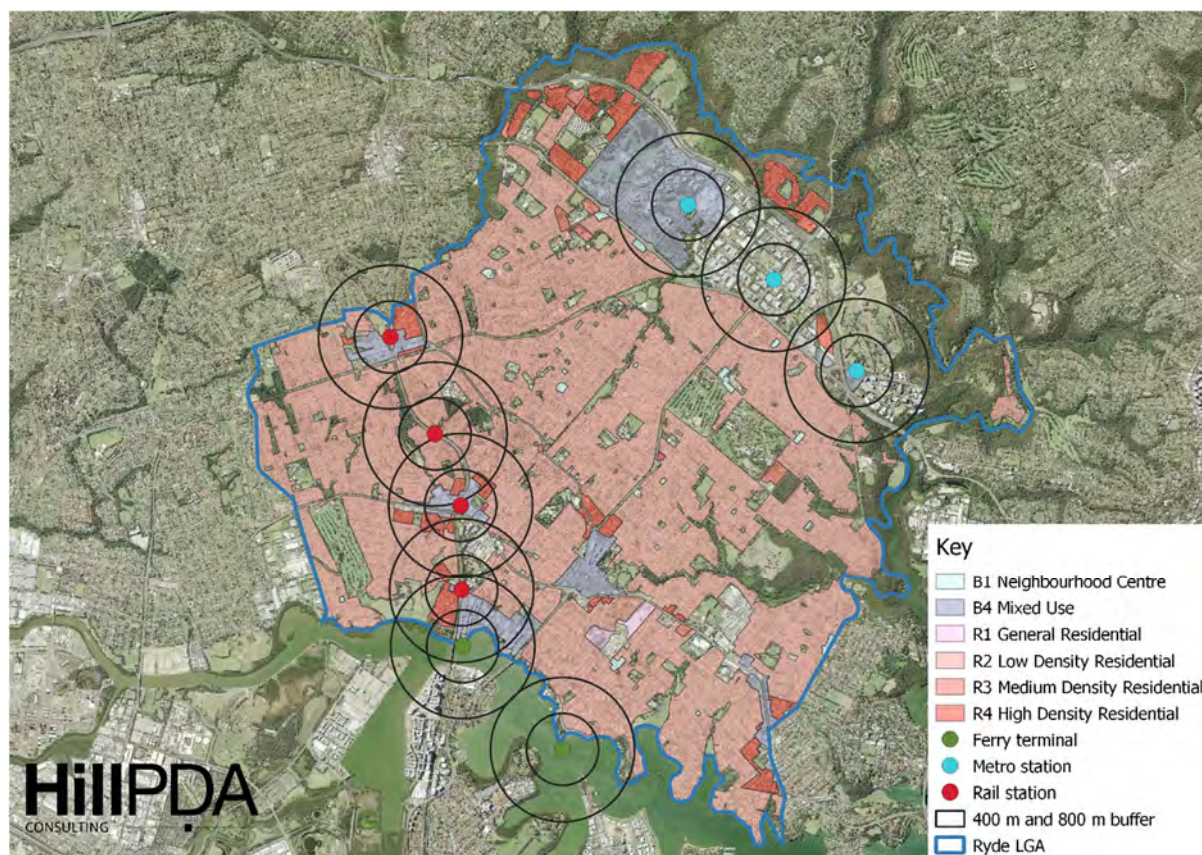 Key
B1 Neighbourhood Centre
B4 Mixed Use
R1 General Residential
R2 Low Density Residential
R3 Medium Density Residential
R4 High Density Residential
Ferry terminal
Metro station
Rail station
400 m and 800 m buffer
Ryde LGA
HillPDA
CONSULTING